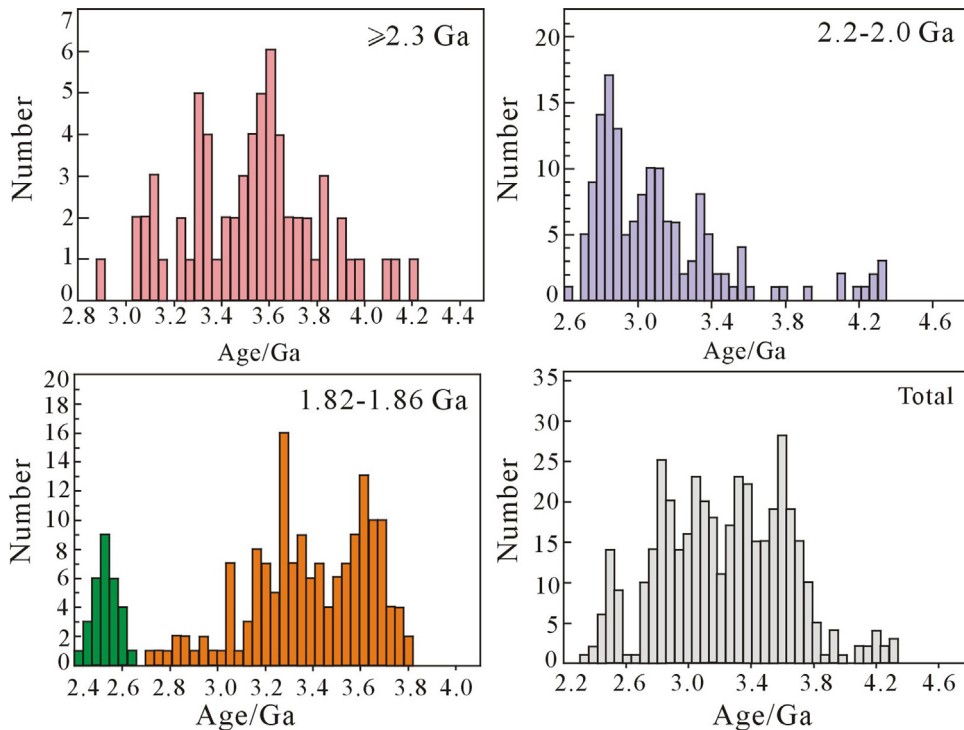 ≥2.3 Ga
7
6
5
4
3
2
1
0
Number
2.8 3.0 3.2 3.4 3.6 3.8 4.0 4.2 4.4
Age/Ga
2.2-2.0 Ga
20
15
10
5
0
Number
2.6 3.0 3.4 3.8 4.2 4.6
Age/Ga
1.82-1.86 Ga
20
18
16
14
12
10
8
6
4
2
0
Number
2.4 2.6 3.0 3.2 3.4 3.6 3.8 4.0
Age/Ga
Total
35
30
25
20
15
10
5
0
Number
2.2 2.6 3.0 3.4 3.8 4.2 4.6
Age/Ga